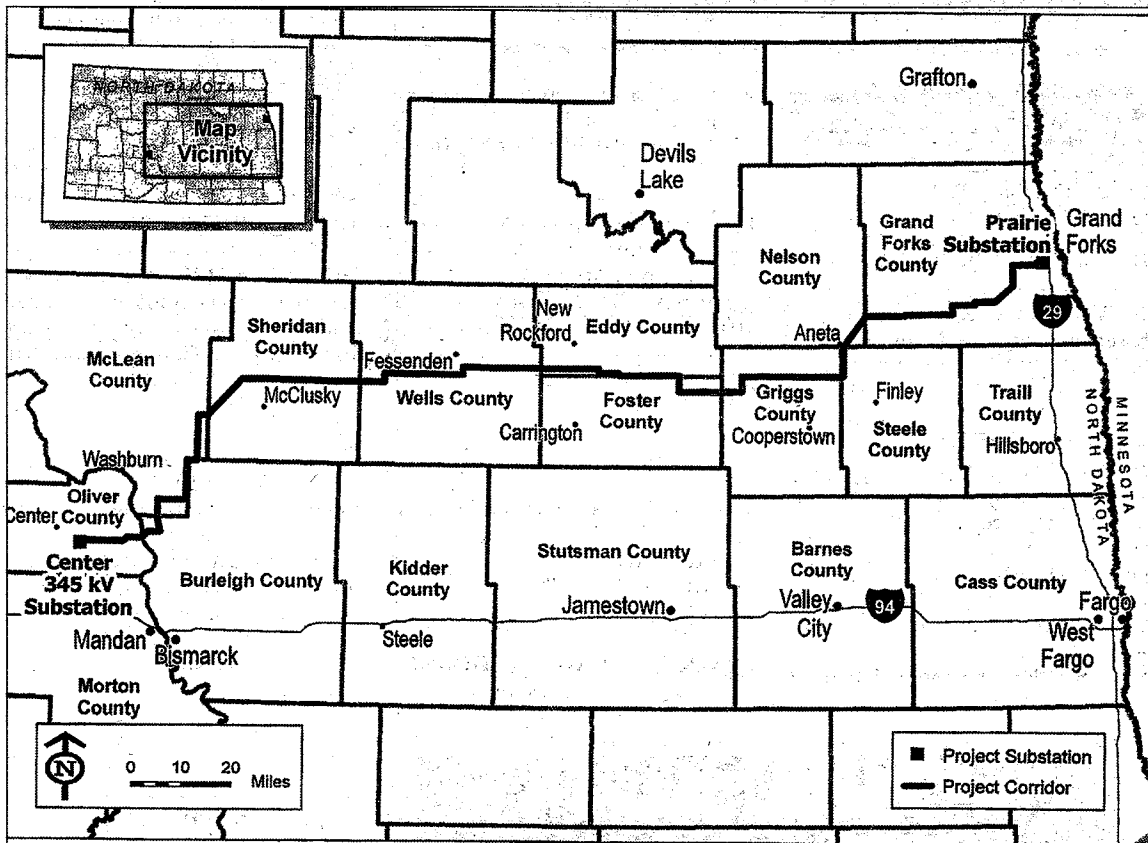 NORTH DAKOTA
Map
Vicinity
Grafton
Devils
Lake
Grand
Forks
County
Prairie
Substation
Grand
Forks
Nelson
County
29
New
Rockford
Eddy County
Aneta
Sheridan
County
McLean
County
Fessenden
McClusky
Wells County
Foster
County
Carrington
Griggs
County
Cooperstown
Finley
Steele
County
Traill
County
Hillsboro
MINNESOTA
NORTH DAKOTA
Washburn
Oliver
County
Center
Center
345 kV
Substation
Burleigh County
Kidder
County
Stutsman County
Barnes
County
Cass County
Jamestown
Valley
City
94
Fargo
West
Fargo
Mandan
Bismarck
Steele
Morton
County
N
0 10 20 Miles
Project Substation
Project Corridor